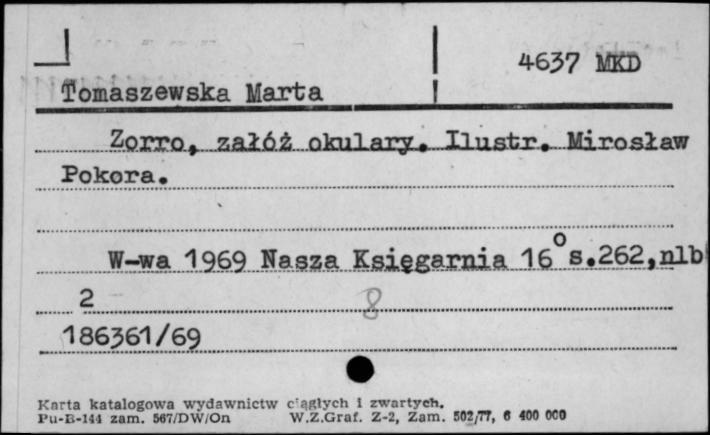 4637 MKD
Tomaszewska Marta
Zorro, załóż okulary. Ilustr. Mirosław
Pokora.
W-wa 1969 Nasza Księgarnia 16° s.262,nlb
2
8
186361/69
Karta katalogowa wydawnictw ciągłych i zwartych.
Pu-B-144 zam. 567/DW/On W.Z.Graf. Z-2, Zam. 502/77, 6 400 000